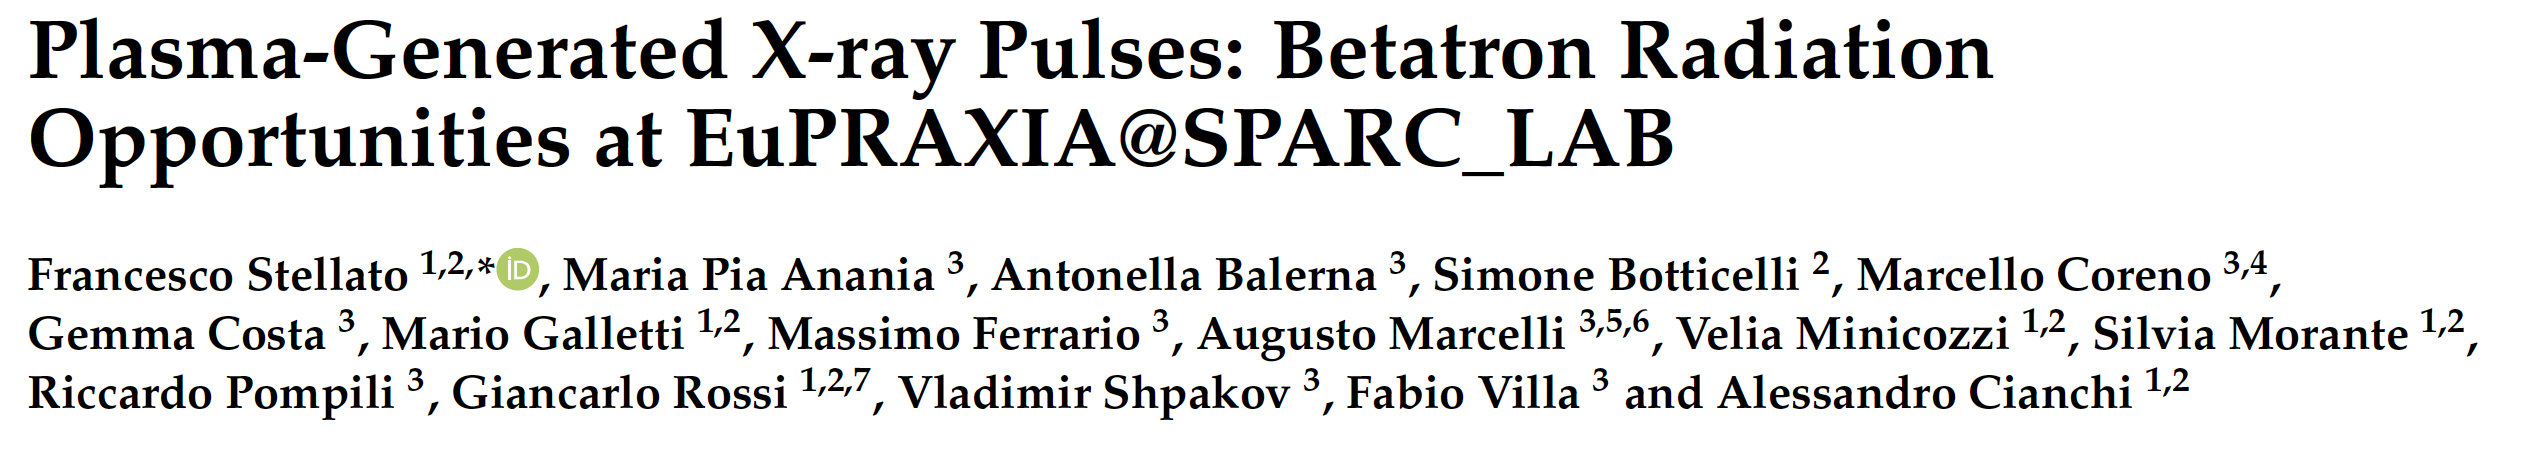 Plasma-Generated X-ray Pulses: Betatron Radiation
Opportunities at EuPRAXIA@SPARC_LAB
Francesco Stellato 1,2,* iD, Maria Pia Anania 3, Antonella Balerna 3, Simone Botticelli 2, Marcello Coreno 3,4,
Gemma Costa 3, Mario Galletti 1,2, Massimo Ferrario 3, Augusto Marcelli 3,5,6, Velia Minicozzi 1,2, Silvia Morante 1,2,
Riccardo Pompili 3, Giancarlo Rossi 1,2,7, Vladimir Shpakov 3, Fabio Villa 3 and Alessandro Cianchi 1,2